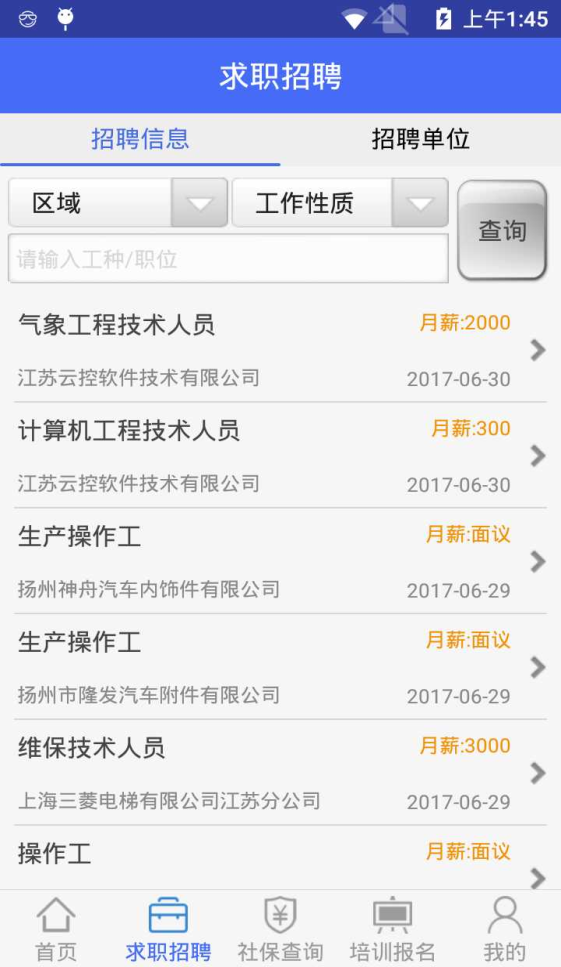 上午1:45
求职招聘
招聘信息 招聘单位
区域 工作性质 查询
请输入工种/职位
气象工程技术人员 月薪:2000
江苏云控软件技术有限公司 2017-06-30
计算机工程技术人员 月薪:300
江苏云控软件技术有限公司 2017-06-30
生产操作工 月薪:面议
扬州神舟汽车内饰件有限公司 2017-06-29
生产操作工 月薪:面议
扬州市隆发汽车附件有限公司 2017-06-29
维保技术人员 月薪:3000
上海三菱电梯有限公司江苏分公司 2017-06-29
操作工 月薪:面议
首页 求职招聘 社保查询 培训报名 我的